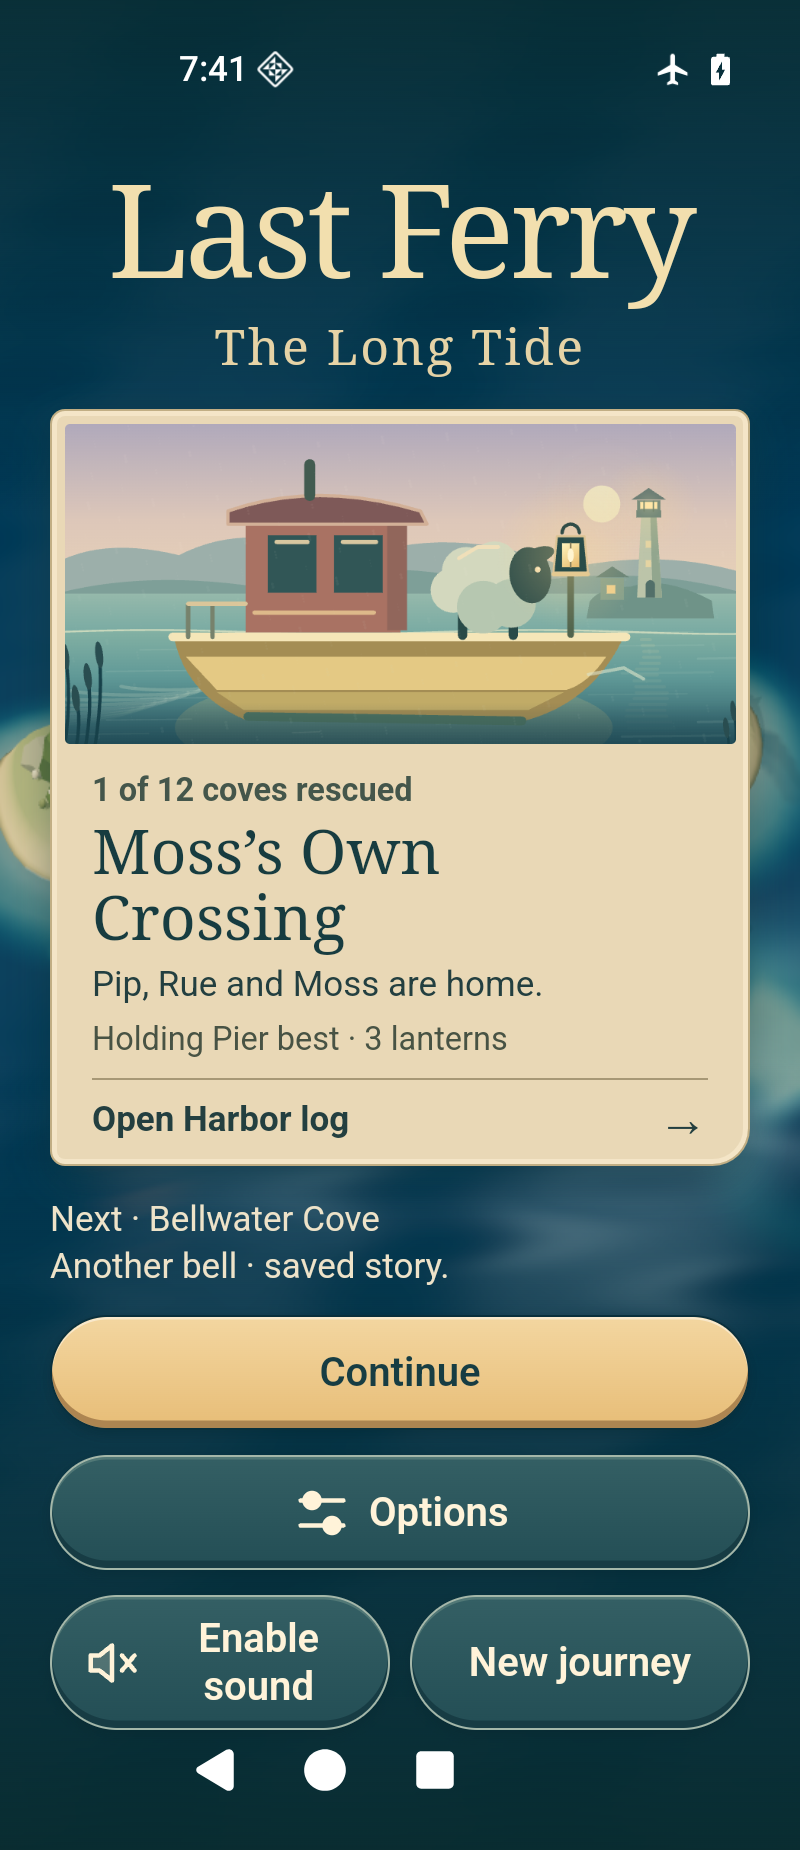 7:41
Last Ferry
The Long Tide
1 of 12 coves rescued
Moss’s Own
Crossing
Pip, Rue and Moss are home.
Holding Pier best · 3 lanterns
Open Harbor log →
Next · Bellwater Cove
Another bell · saved story.
Continue
Options
Enable
sound
New journey